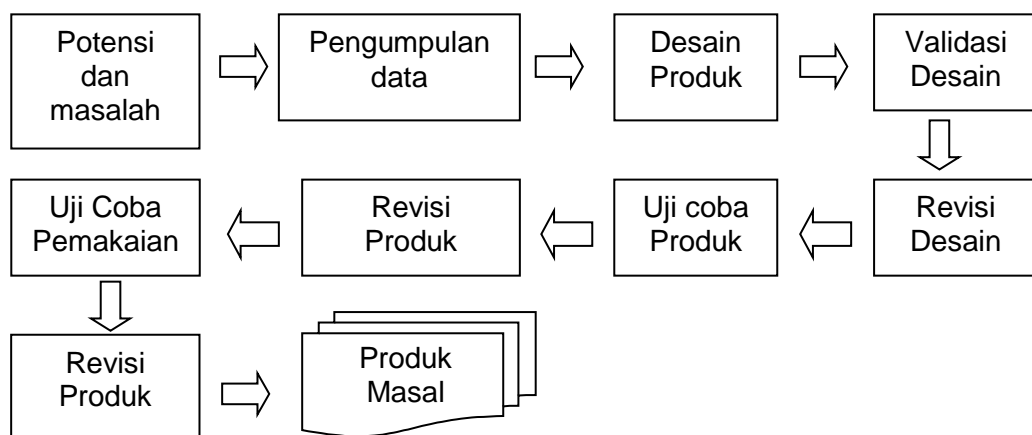 Potensi
dan
masalah
Pengumpulan
data
Desain
Produk
Validasi
Desain
Revisi
Desain
Uji coba
Produk
Revisi
Produk
Uji Coba
Pemakaian
Revisi
Produk
Produk
Masal